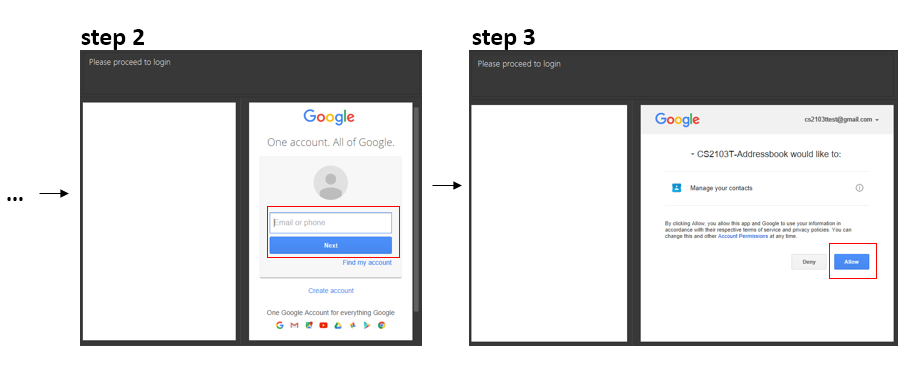 step 2
Please proceed to login
Google
One account. All of Google.
Email or phone
Next
Find my account
Create account
One Google Account for everything Google
...
step 3
Please proceed to login
Google
cs2103ttest@gmail.com
CS2103T-Addressbook would like to:
Manage your contacts
By clicking Allow, you allow this app and Google to use your information in
accordance with their respective terms of service and privacy policies. You can
change this and other Account Permissions at any time.
Deny
Allow